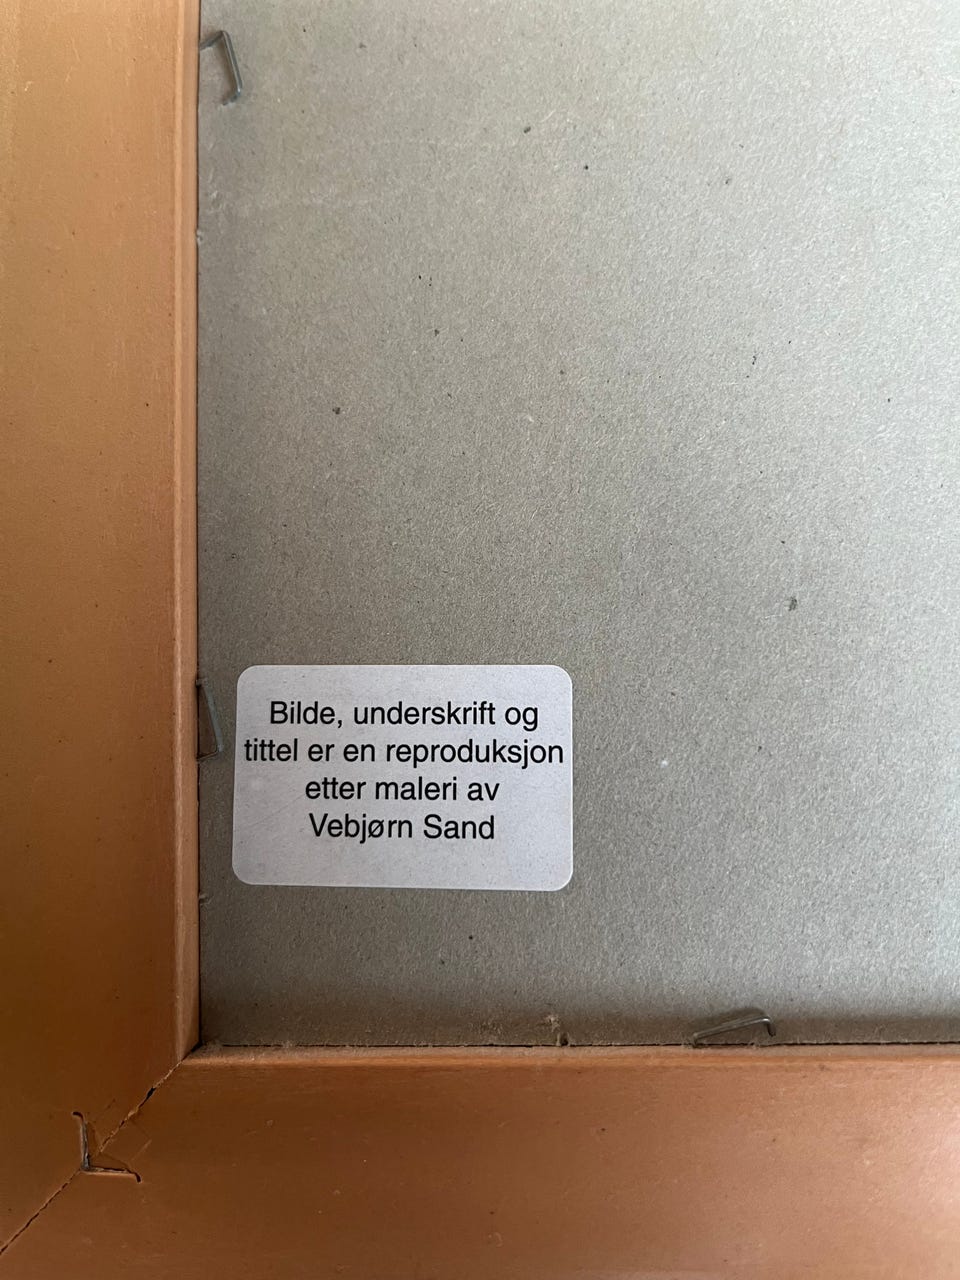 Bilde, underskrift og
tittel er en reproduksjon
etter maleri av
Vebjørn Sand